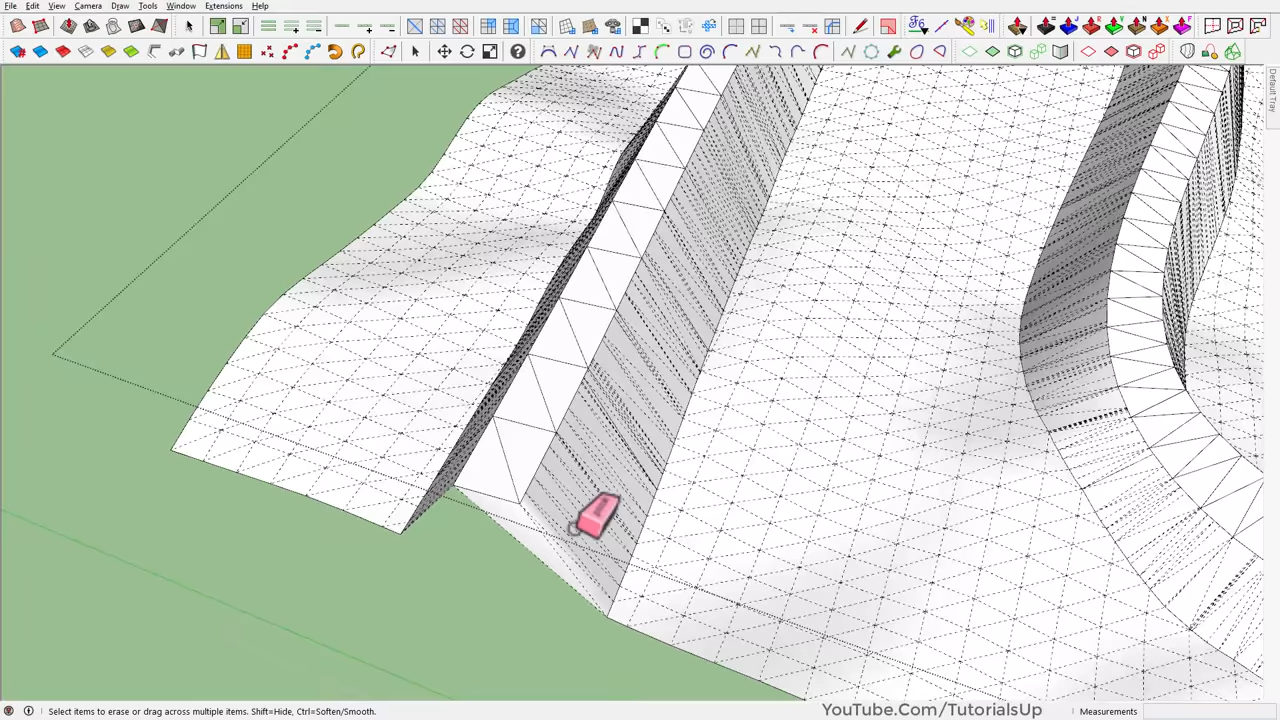 File Edit View Camera Draw Tools Window Extensions Help
Default Tray
Select items to erase or drag across multiple items. Shift=Hide, Ctrl=Soften/Smooth.
YouTube.Com/TutorialsUp
Measurements